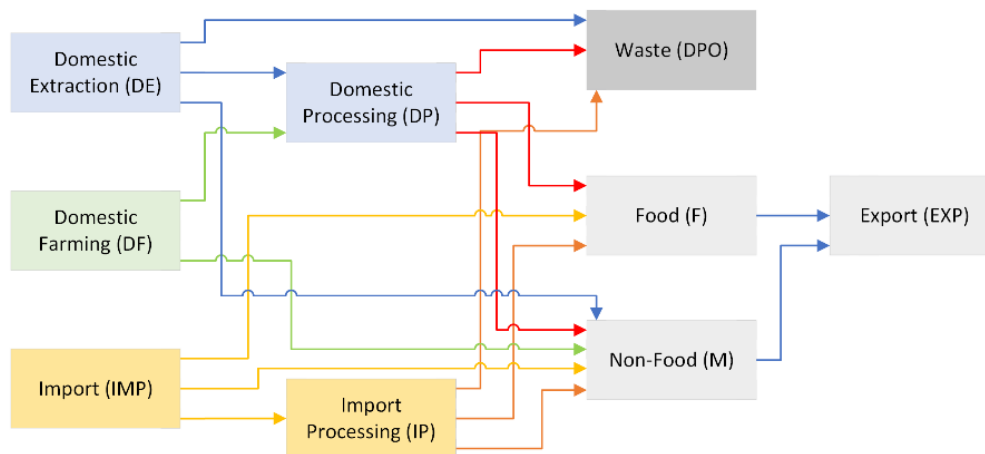 Domestic
Extraction (DE)
Domestic
Processing (DP)
Waste (DPO)
Domestic
Farming (DF)
Food (F)
Export (EXP)
Import (IMP)
Import
Processing (IP)
Non-Food (M)